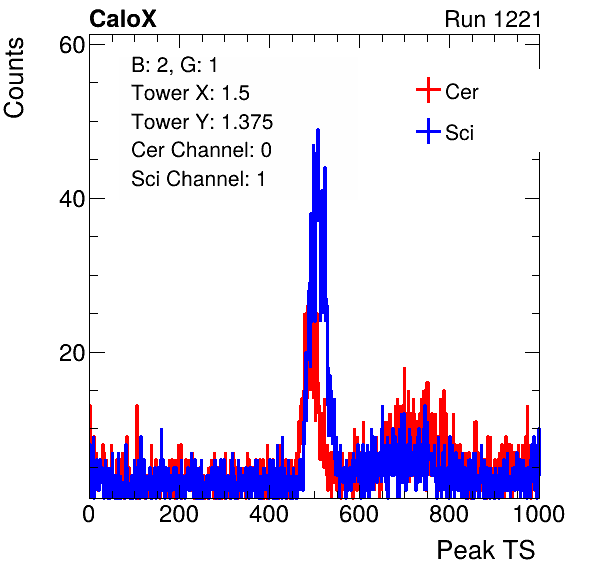 CaloX Run 1221
Counts
60
40
20
B: 2, G: 1
Tower X: 1.5
Tower Y: 1.375
Cer Channel: 0
Sci Channel: 1
Cer
Sci
0 200 400 600 800 1000
Peak TS